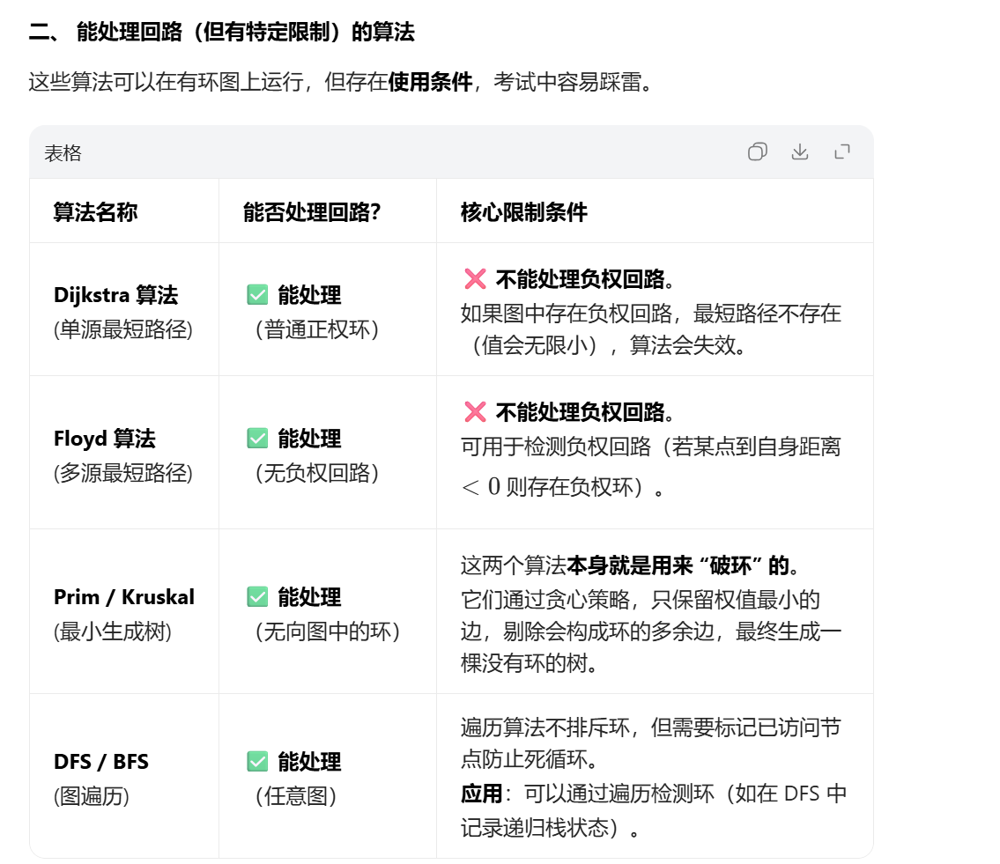 二、 能处理回路（但有特定限制）的算法
这些算法可以在有环图上运行，但存在使用条件，考试中容易踩雷。
表格
算法名称
能否处理回路？
核心限制条件
Dijkstra 算法
(单源最短路径)
✅ 能处理
（普通正权环）
❌ 不能处理负权回路。
如果图中存在负权回路，最短路径不存在
（值会无限小），算法会失效。
Floyd 算法
(多源最短路径)
✅ 能处理
（无负权回路）
❌ 不能处理负权回路。
可用于检测负权回路（若某点到自身距离
< 0 则存在负权环）。
Prim / Kruskal
(最小生成树)
✅ 能处理
（无向图中的环）
这两个算法本身就是用来 “破环” 的。
它们通过贪心策略，只保留权值最小的
边，剔除会构成环的多余边，最终生成一
棵没有环的树。
DFS / BFS
(图遍历)
✅ 能处理
（任意图）
遍历算法不排斥环，但需要标记已访问节
点防止死循环。
应用：可以通过遍历检测环（如在 DFS 中
记录递归栈状态）。